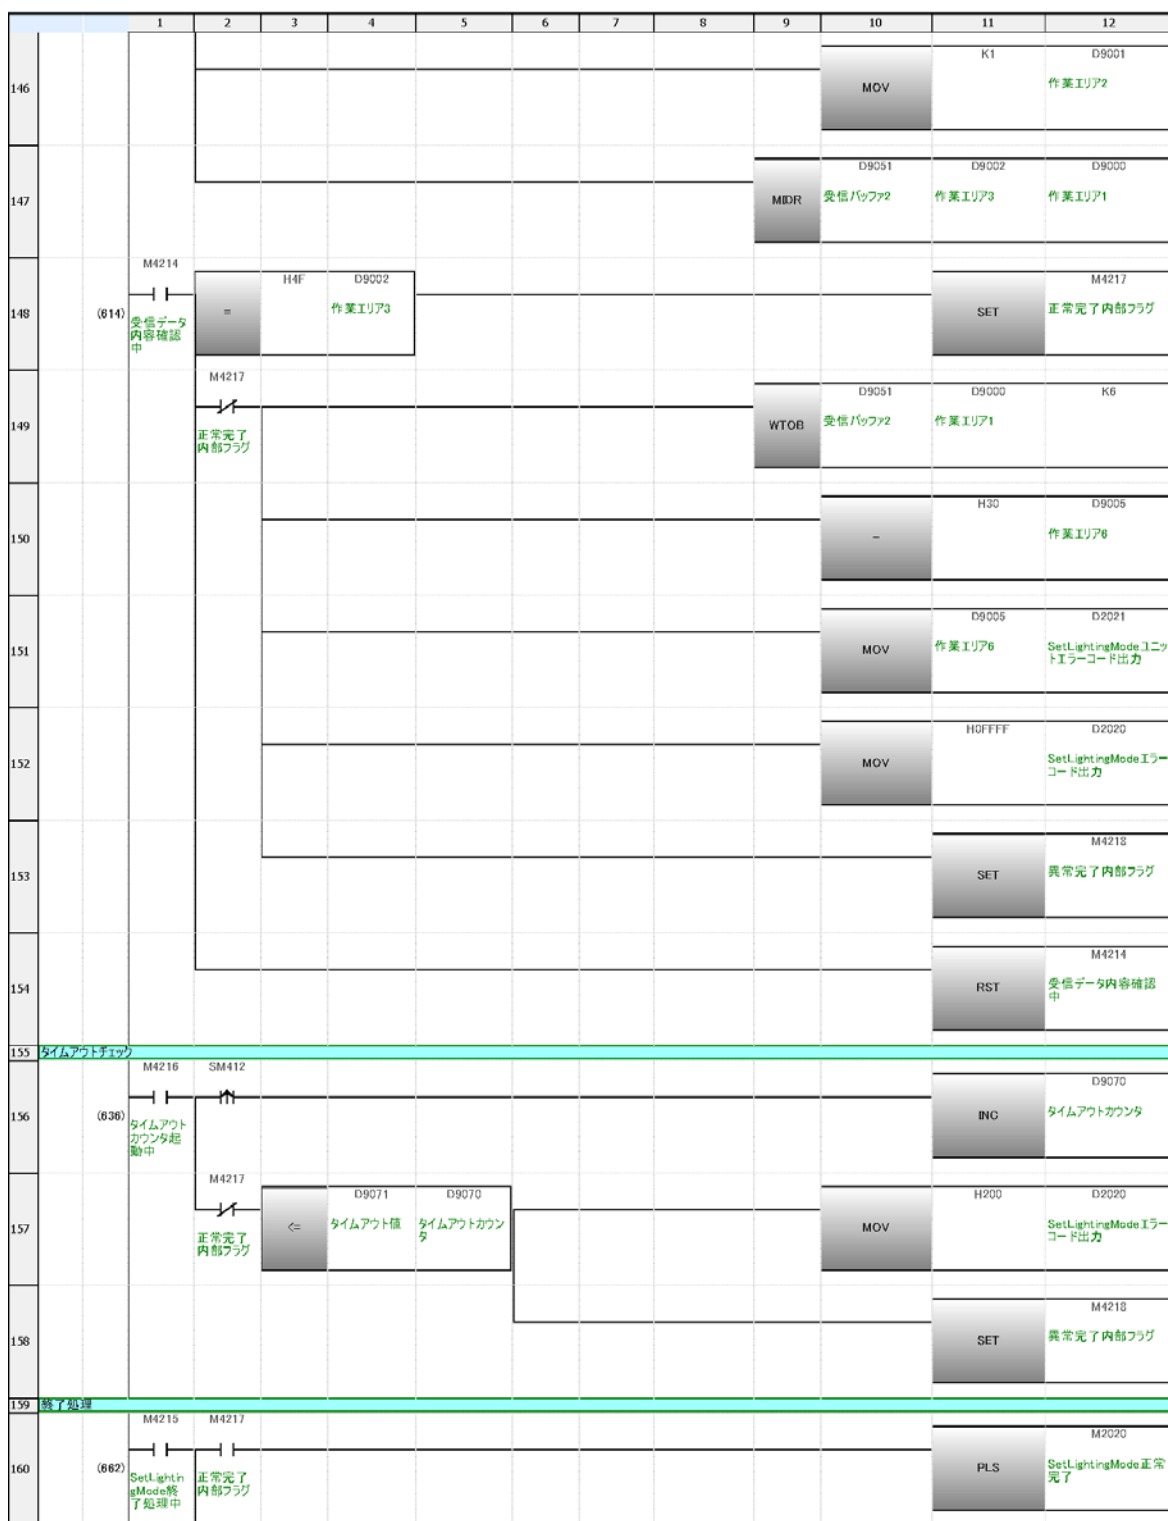 1 2 3 4 5 6 7 8 9 10 11 12
146 MOV K1 D9001
作業エリア2
147 MIDR D9051 D9002 D9000
受信バッファ2 作業エリア3 作業エリア1
148 (614) M4214 = H4F D9002 SET M4217
受信データ
内容確認
中
作業エリア3
正常完了内部フラグ
149 M4217 WTOB D9051 D9000 K6
正常完了
内部フラグ
受信バッファ2 作業エリア1
150 - H30 D9005
作業エリア6
151 MOV D9005 D2021
作業エリア6
SetLightingModeユニッ
トエラーコード出力
152 MOV H0FFFF D2020
SetLightingModeエラー
コード出力
153 SET M4218
異常完了内部フラグ
154 RST M4214
受信データ内容確認
中
155 タイムアウトチェック
156 (636) M4216 SM412 INC D9070
タイムアウト
カウンタ起
動中
タイムアウトカウンタ
157 M4217 <= D9071 D9070 MOV H200 D2020
正常完了
内部フラグ
タイムアウト値
タイムアウトカウン
タ
SetLightingModeエラー
コード出力
158 SET M4218
異常完了内部フラグ
159 終了処理
160 (662) M4215 M4217 PLS M2020
SetLightin
gMode終
了処理中
正常完了
内部フラグ
SetLightingMode正常
完了